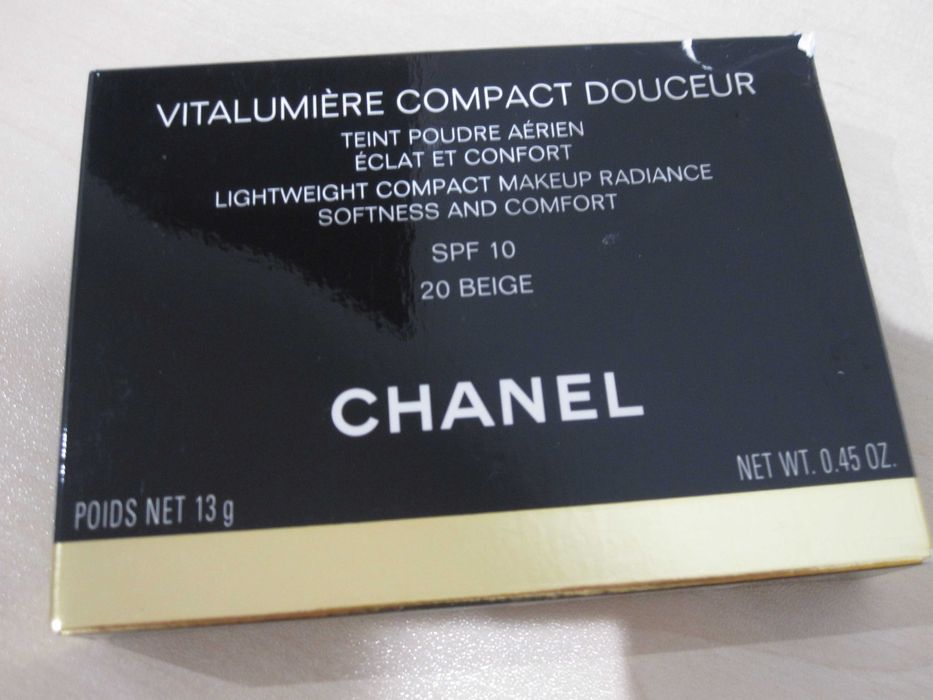 VITALUMIÈRE COMPACT DOUCEUR
TEINT POUDRE AÉRIEN
ÉCLAT ET CONFORT
LIGHTWEIGHT COMPACT MAKEUP RADIANCE
SOFTNESS AND COMFORT
SPF 10
20 BEIGE
CHANEL
POIDS NET 13 g
NET WT. 0.45 OZ.